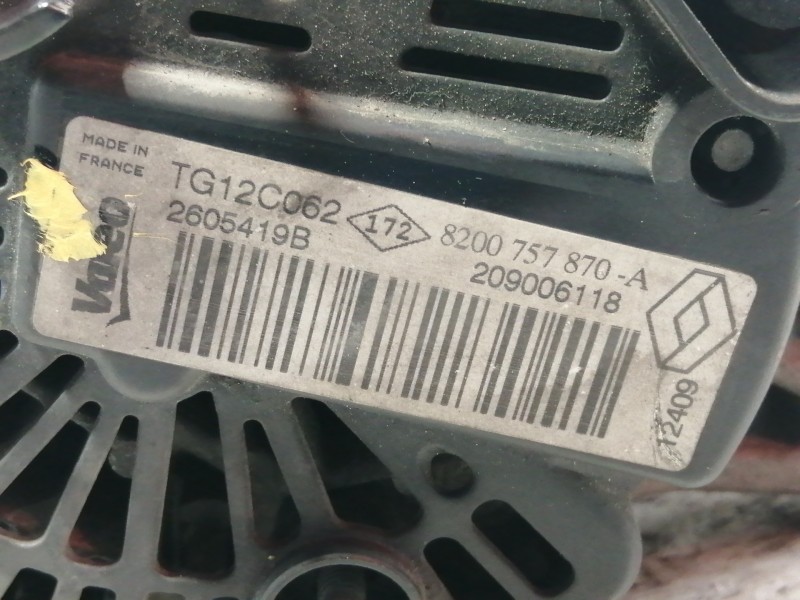 MADE IN
FRANCE
Valeo
TG12C062
2605419B
172
8200 757 870 -A
209006118
12409